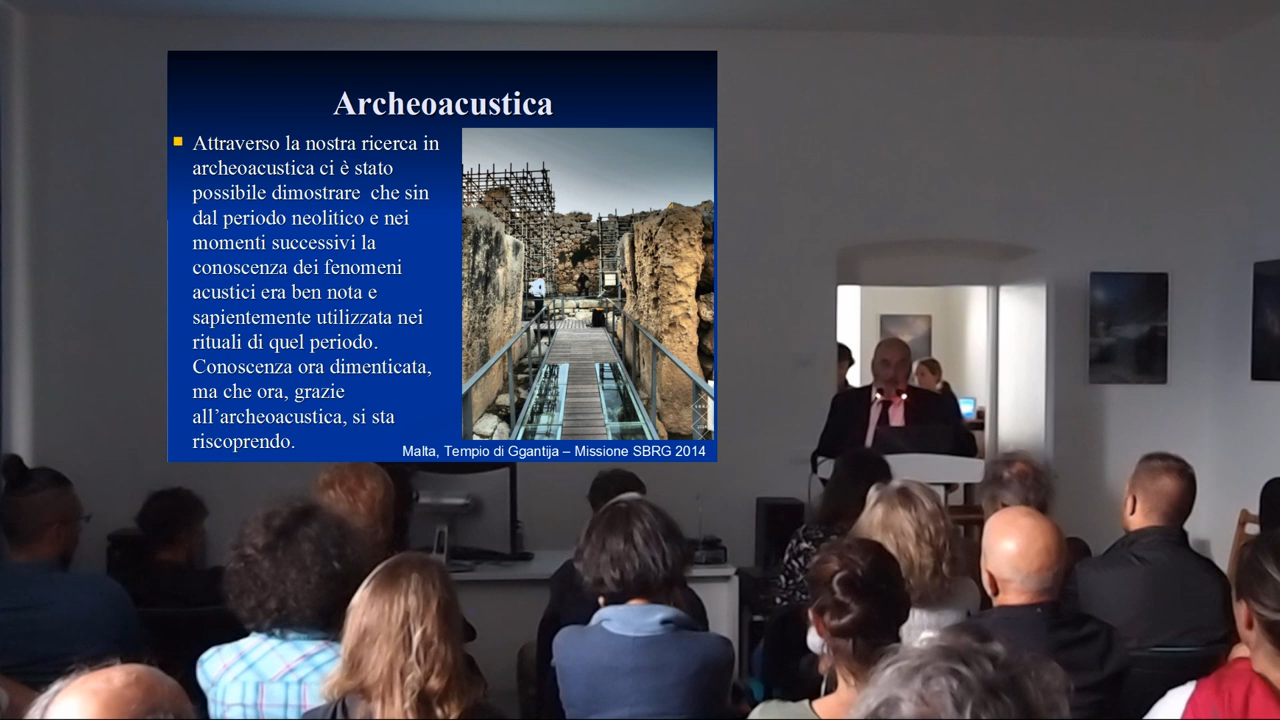 Archeoacustica
Attraverso la nostra ricerca in
archeoacustica ci è stato
possibile dimostrare che sin
dal periodo neolitico e nei
momenti successivi la
conoscenza dei fenomeni
acustici era ben nota e
sapientemente utilizzata nei
rituali di quel periodo.
Conoscenza ora dimenticata,
ma che ora, grazie
all’archeoacustica, si sta
riscoprendo.
Malta, Tempio di Ggantija – Missione SBRG 2014